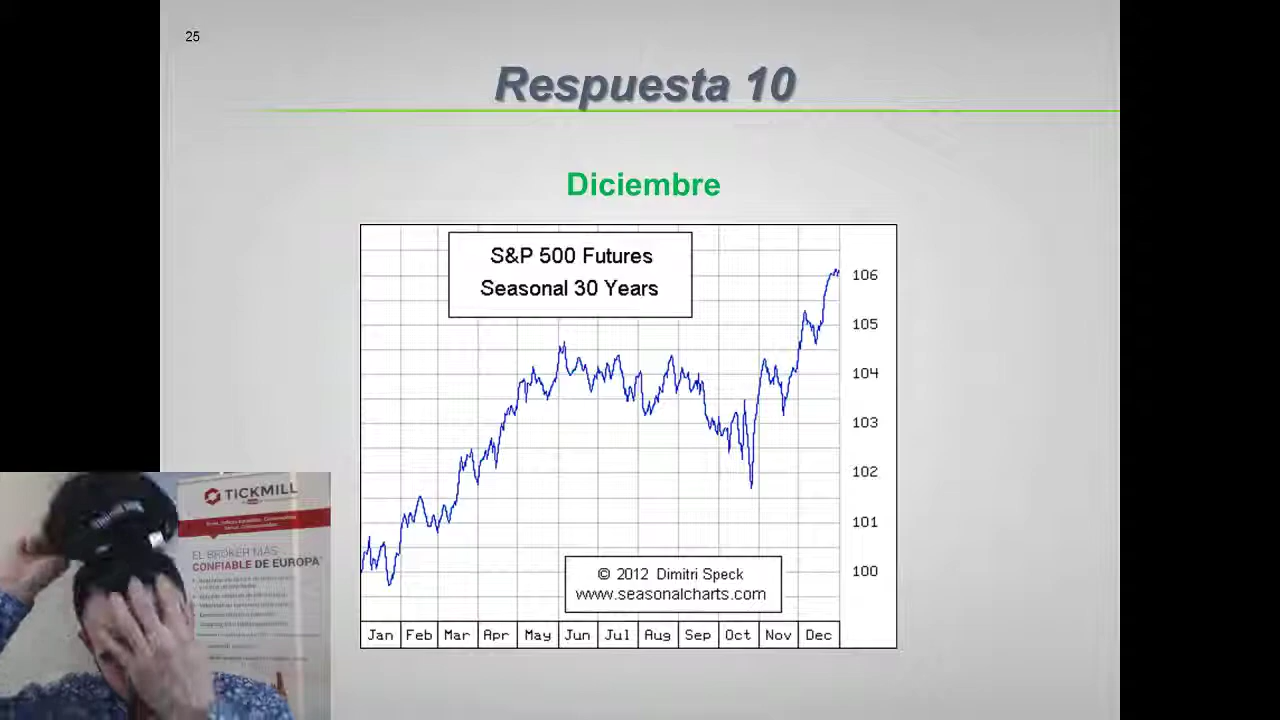 25
Respuesta 10
Diciembre
S&P 500 Futures
Seasonal 30 Years
106
105
104
103
102
101
100
© 2012 Dimitri Speck
www.seasonalcharts.com
Jan Feb Mar Apr May Jun Jul Aug Sep Oct Nov Dec
TICKMILL
EL BRÓKER MÁS
CONFIABLE DE EUROPA